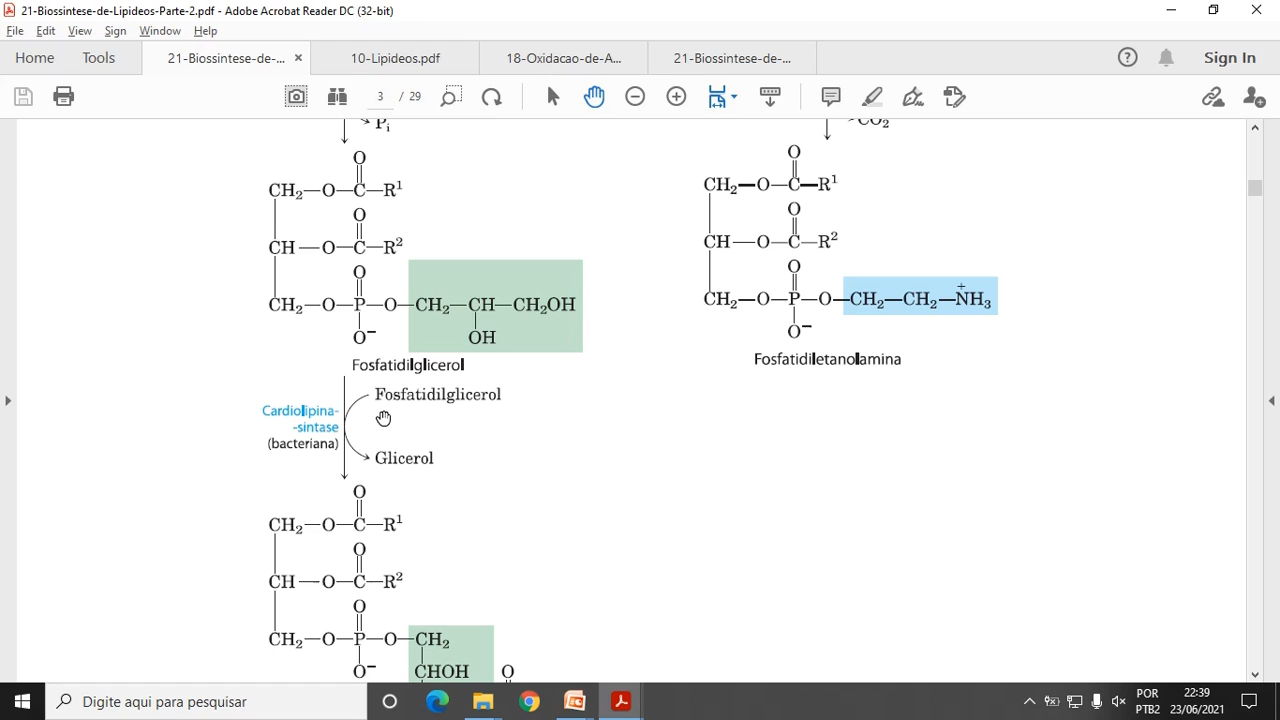 21-Biossintese-de-Lipideos-Parte-2.pdf - Adobe Acrobat Reader DC (32-bit)
File Edit View Sign Window Help
Home Tools 21-Biossintese-de-... × 10-Lipideos.pdf 18-Oxidacao-de-A... 21-Biossintese-de-... Sign In
3 / 29
Pi
CO2
O
CH2—O—C—R1
O
CH—O—C—R2
O
CH2—O—P—O—CH2—CH—CH2OH
O− OH
Fosfatidilglicerol
O
CH2—O—C—R1
O
CH—O—C—R2
O
CH2—O—P—O—CH2—CH2—N+H3
O−
Fosfatidiletanolamina
Cardiolipina-
-sintase
(bacteriana)
Fosfatidilglicerol
Glicerol
O
CH2—O—C—R1
O
CH—O—C—R2
O
CH2—O—P—O—CH2
O− CHOH O
Digite aqui para pesquisar
POR
PTB2
22:39
23/06/2021